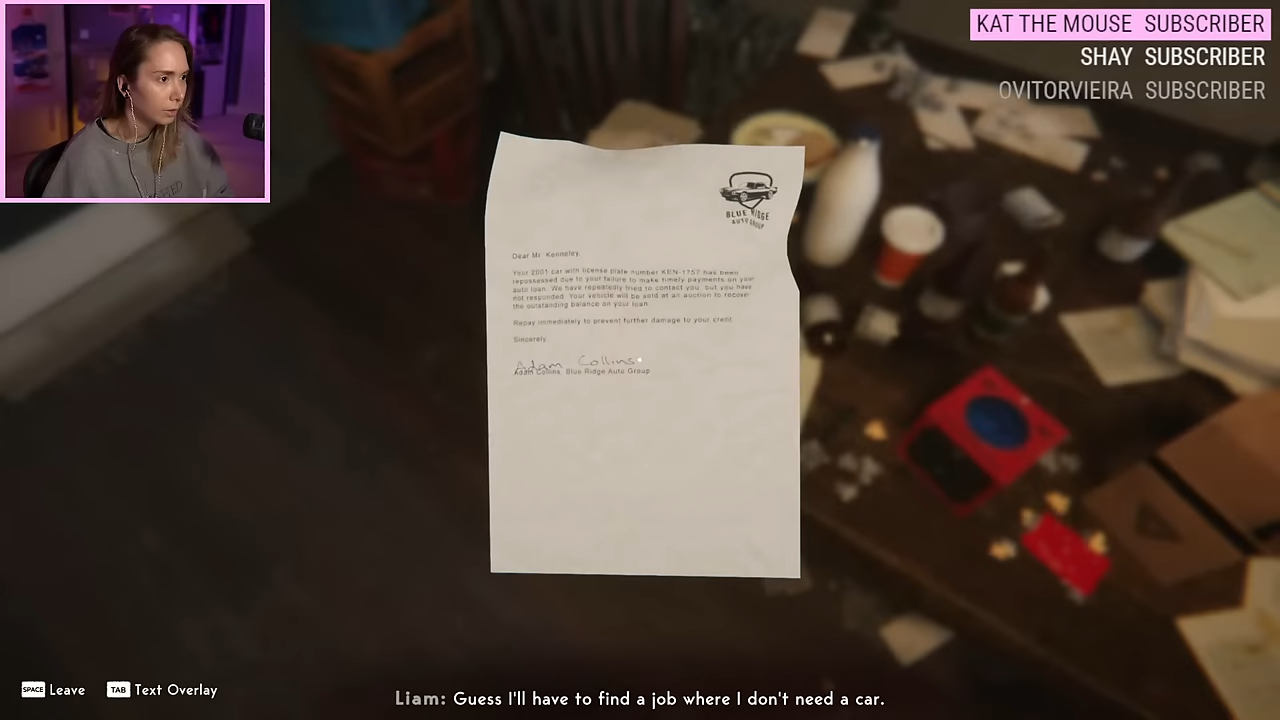 KAT THE MOUSE SUBSCRIBER
SHAY SUBSCRIBER
OVITORVIEIRA SUBSCRIBER
BLUE RIDGE
AUTO GROUP
Dear Mr. Kenneley,
Your 2001 car with license plate number KEN-1757 has been
repossessed due to your failure to make timely payments on your
auto loan. We have repeatedly tried to contact you, but you have
not responded. Your vehicle will be sold at an auction to recover
the outstanding balance on your loan.
Repay immediately to prevent further damage to your credit.
Sincerely,
Adam Collins
Adam Collins, Blue Ridge Auto Group
SPACE Leave TAB Text Overlay
Liam: Guess I'll have to find a job where I don't need a car.